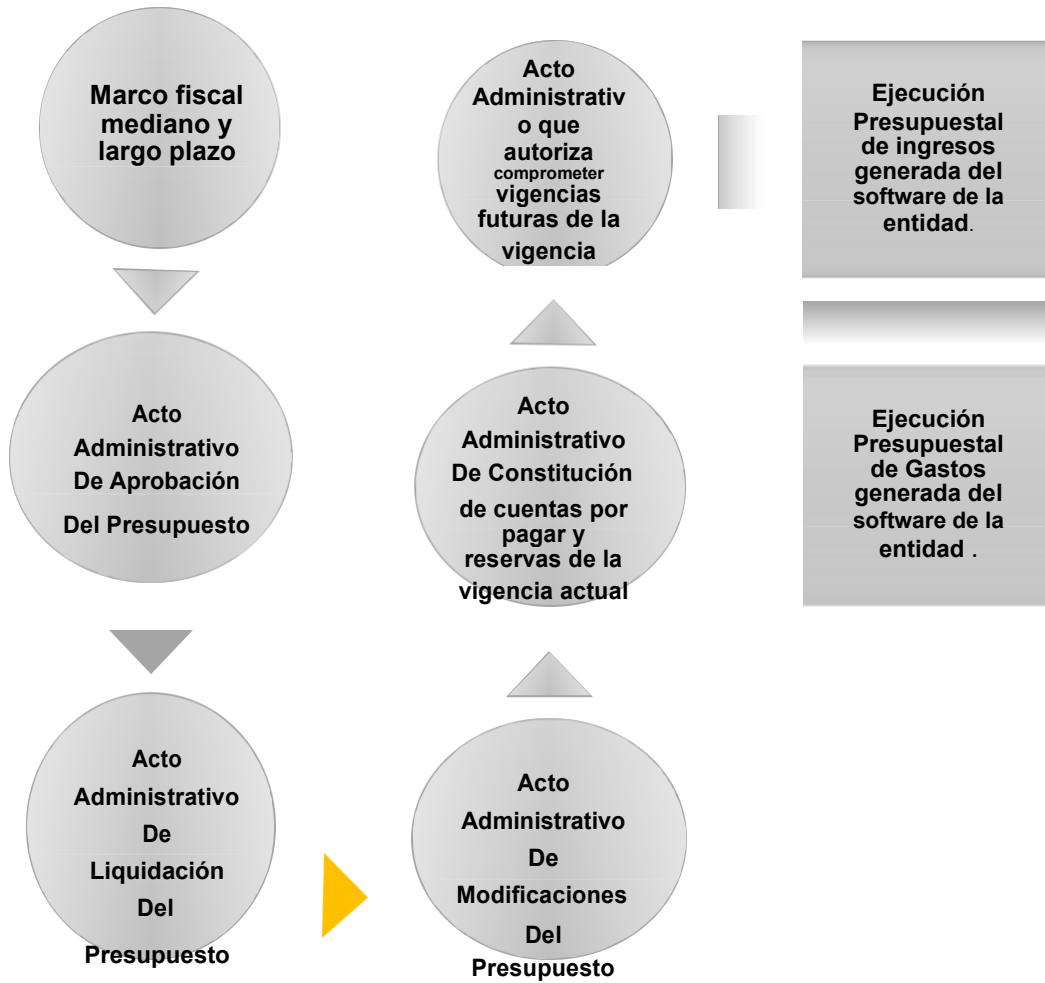 Marco fiscal
mediano y
largo plazo
Acto
Administrativo
De Aprobación
Del Presupuesto
Acto
Administrativo
De
Liquidación
Del
Presupuesto
Acto
Administrativo
De
Modificaciones
Del
Presupuesto
Acto
Administrativo
De Constitución
de cuentas por
pagar y
reservas de la
vigencia actual
Acto
Administrativ
o que
autoriza
comprometer
vigencias
futuras de la
vigencia
Ejecución
Presupuestal
de ingresos
generada del
software de la
entidad.
Ejecución
Presupuestal
de Gastos
generada del
software de la
entidad .